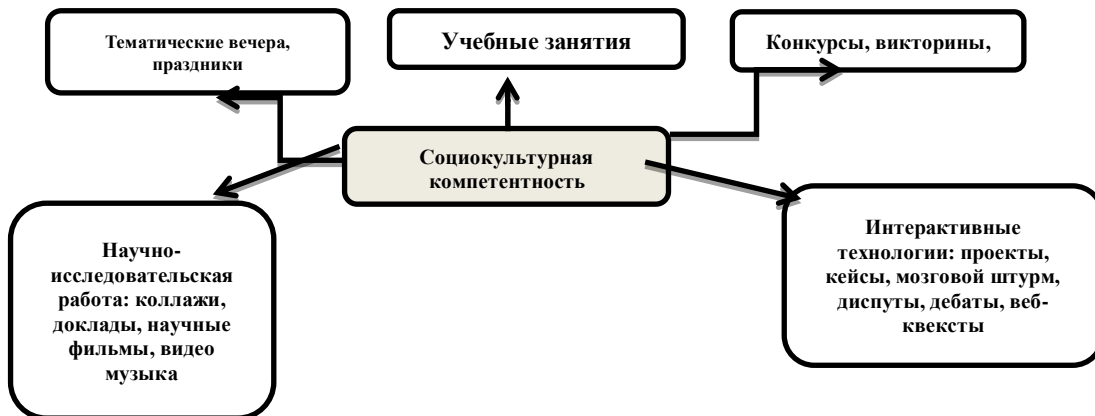 Тематические вечера,
праздники
Учебные занятия
Конкурсы, викторины,
Социокультурная
компетентность
Научно-
исследовательская
работа: коллажи,
доклады, научные
фильмы, видео
музыка
Интерактивные
технологии: проекты,
кейсы, мозговой штурм,
диспуты, дебаты, веб-
квексты